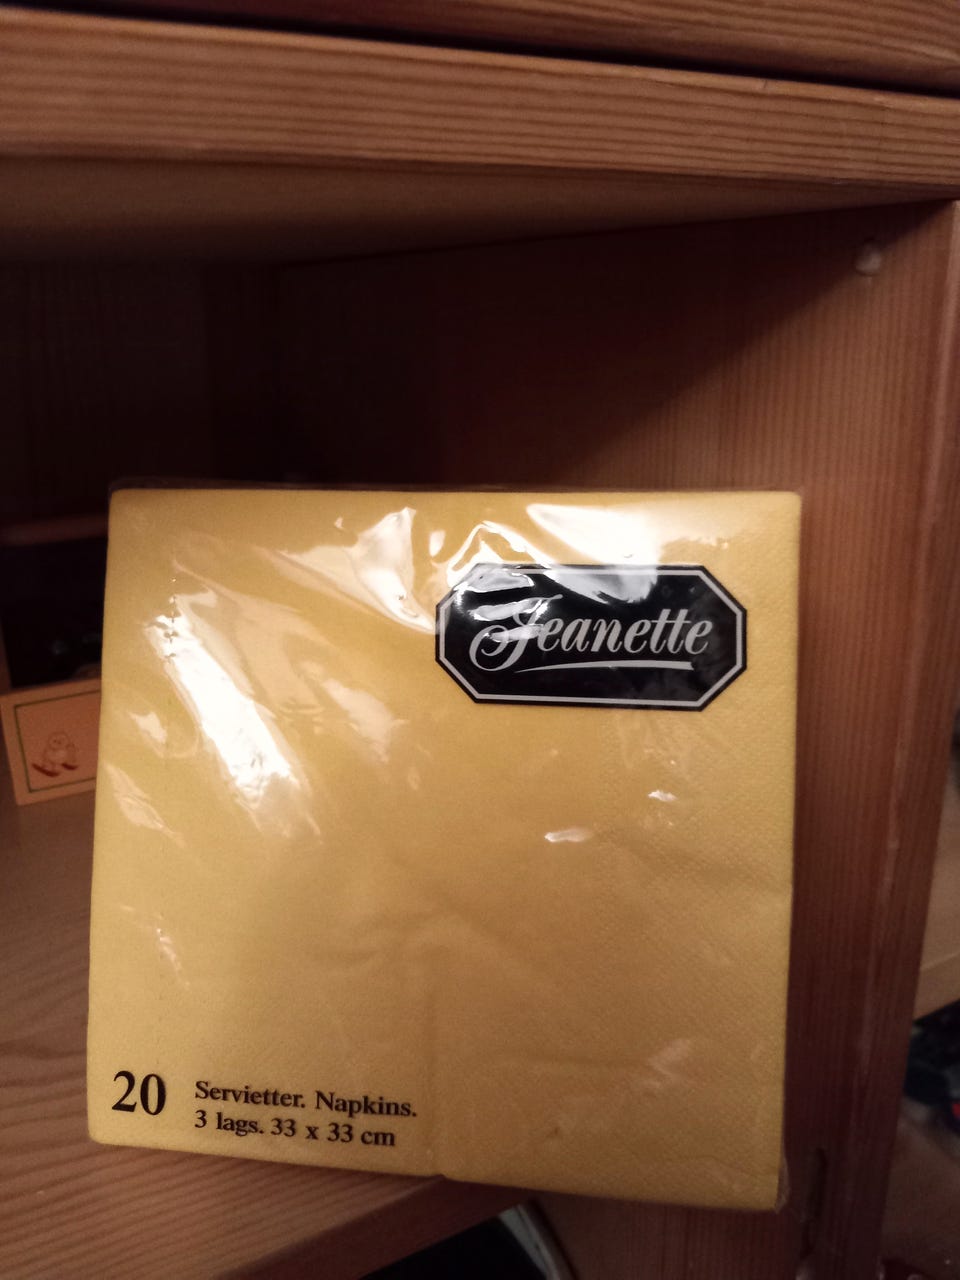 Jeanette
20
Servietter. Napkins.
3 lags. 33 x 33 cm